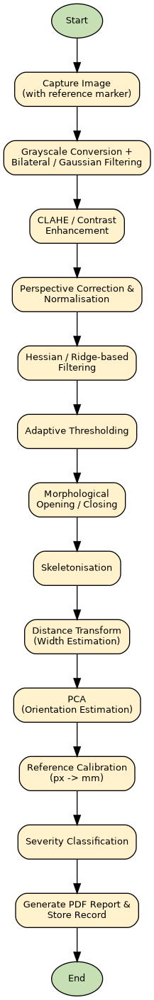 Start
Capture Image
(with reference marker)
Grayscale Conversion +
Bilateral / Gaussian Filtering
CLAHE / Contrast
Enhancement
Perspective Correction &
Normalisation
Hessian / Ridge-based
Filtering
Adaptive Thresholding
Morphological
Opening / Closing
Skeletonisation
Distance Transform
(Width Estimation)
PCA
(Orientation Estimation)
Reference Calibration
(px -> mm)
Severity Classification
Generate PDF Report &
Store Record
End